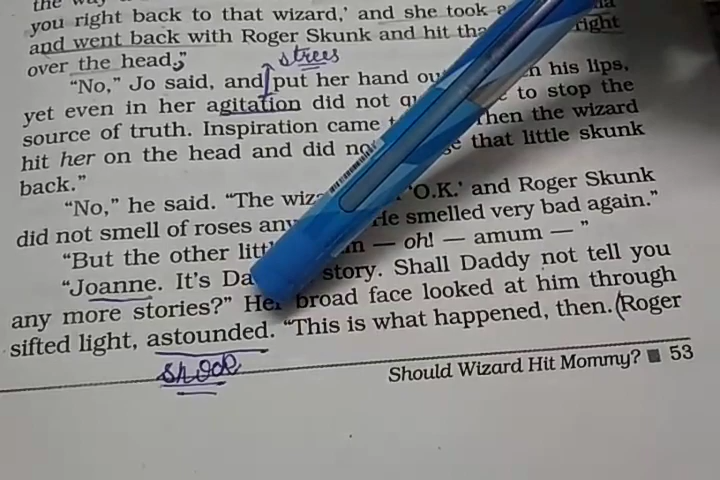 the way
you right back to that wizard,' and she took a
and went back with Roger Skunk and hit tha right
over the head."
strees
"No," Jo said, and put her hand ou n his lips,
yet even in her agitation did not q to stop the
source of truth. Inspiration came Then the wizard
hit her on the head and did no that little skunk
back."
"No," he said. "The wiz 'O.K.' and Roger Skunk
did not smell of roses any He smelled very bad again."
"But the other litt n — oh! — amum — "
"Joanne. It's Da story. Shall Daddy not tell you
any more stories?" Her broad face looked at him through
sifted light, astounded. "This is what happened, then. (Roger
shock
Should Wizard Hit Mommy? ■ 53